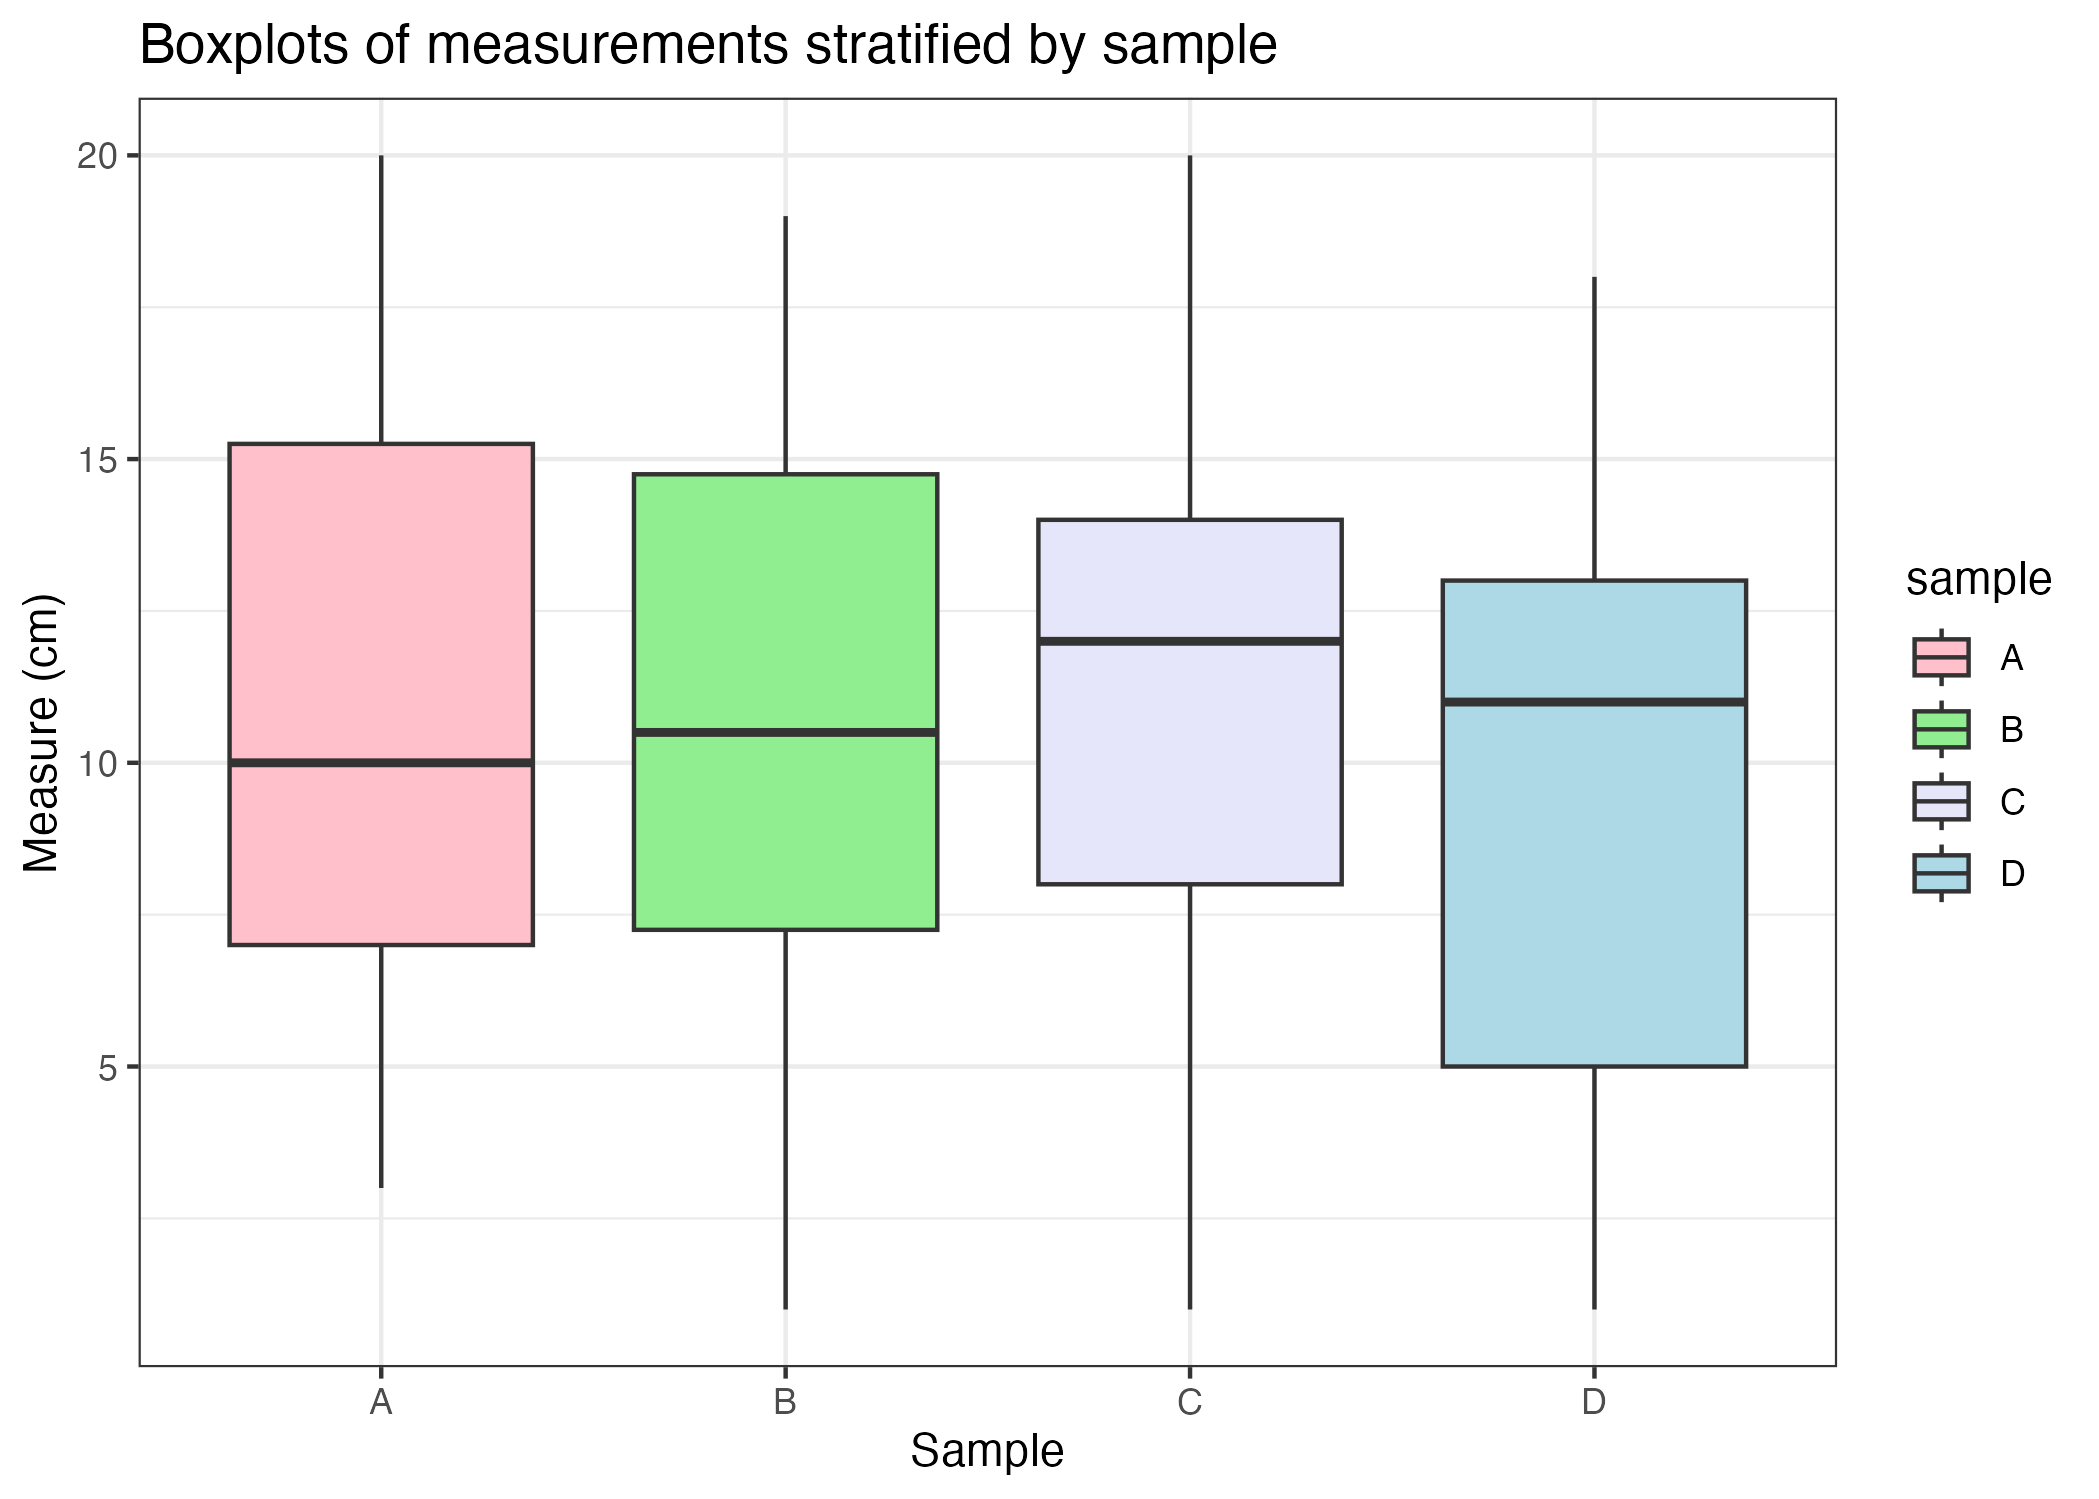 Boxplots of measurements stratified by sample
20
15
10
5
Measure (cm)
A
B
C
D
Sample
sample
A
B
C
D